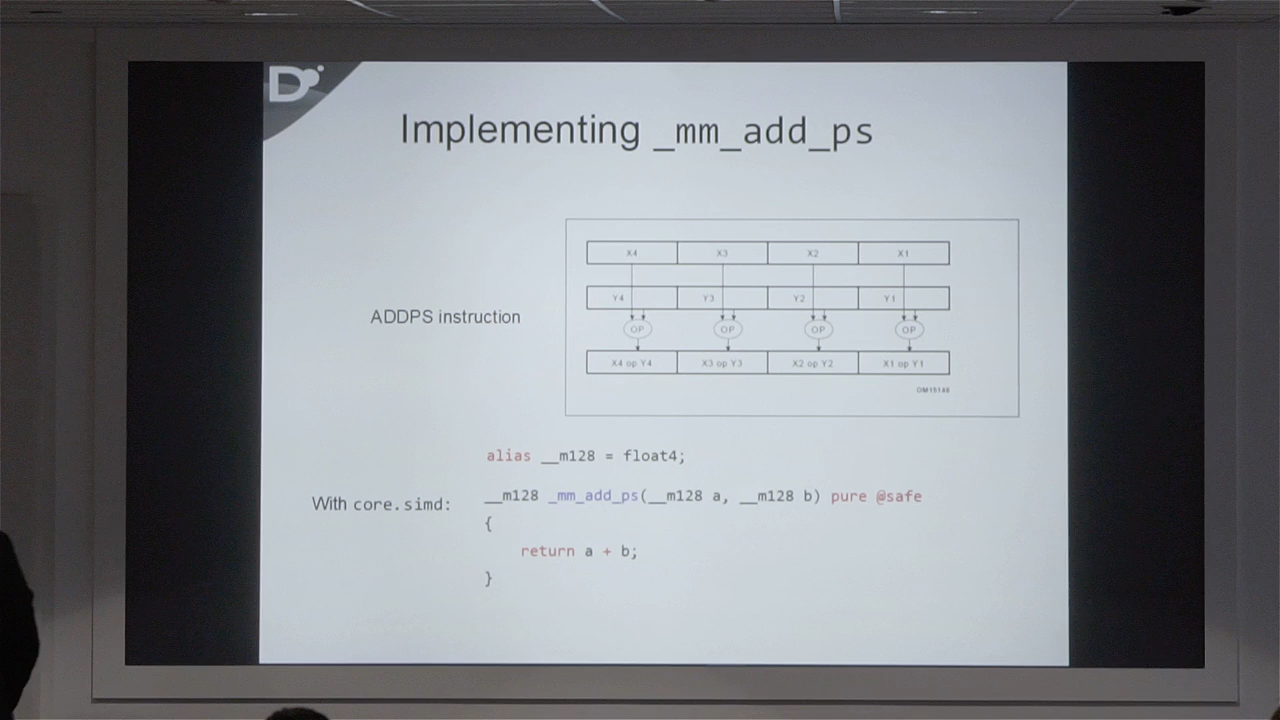 D
Implementing _mm_add_ps
X4 X3 X2 X1
Y4 Y3 Y2 Y1
ADDPS instruction
OP OP OP OP
X4 op Y4 X3 op Y3 X2 op Y2 X1 op Y1
OM15148
alias __m128 = float4;
With core.simd:
__m128 _mm_add_ps(__m128 a, __m128 b) pure @safe
{
return a + b;
}